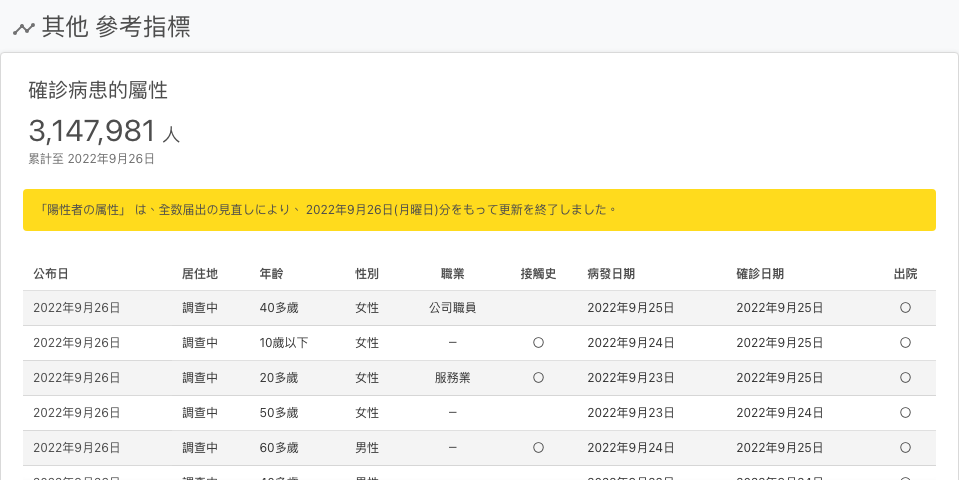 其他 參考指標
確診病患的屬性
3,147,981 人
累計至 2022年9月26日
「陽性者の属性」 は、全数届出の見直しにより、 2022年9月26日(月曜日)分をもって更新を終了しました。
公布日 居住地 年齡 性別 職業 接觸史 病發日期 確診日期 出院
2022年9月26日 調查中 40多歲 女性 公司職員 2022年9月25日 2022年9月25日 〇
2022年9月26日 調查中 10歲以下 女性 － 〇 2022年9月24日 2022年9月25日 〇
2022年9月26日 調查中 20多歲 女性 服務業 〇 2022年9月23日 2022年9月25日 〇
2022年9月26日 調查中 50多歲 女性 － 2022年9月23日 2022年9月24日 〇
2022年9月26日 調查中 60多歲 男性 － 〇 2022年9月24日 2022年9月25日 〇